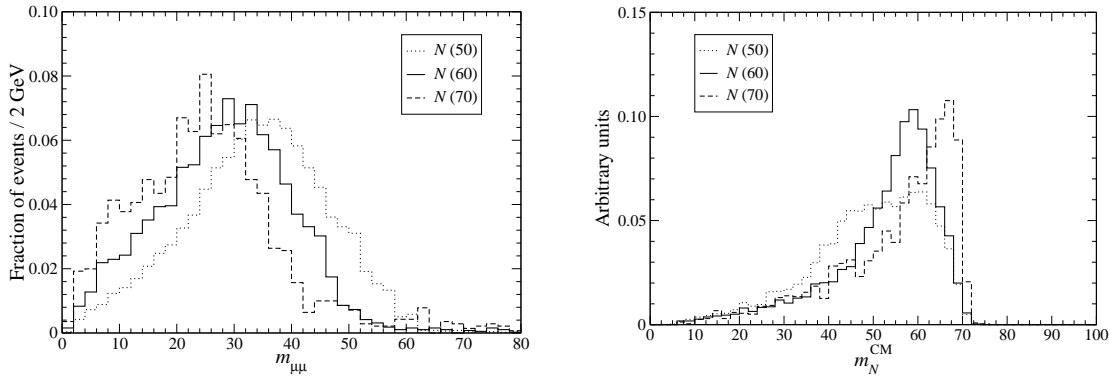 0.10
0.08
0.06
0.04
0.02
0
Fraction of events / 2 GeV
N (50)
N (60)
N (70)
0 10 20 30 40 50 60 70 80
mμμ
0.15
0.10
0.05
0
Arbitrary units
N (50)
N (60)
N (70)
0 10 20 30 40 50 60 70 80 90 100
m_N^CM